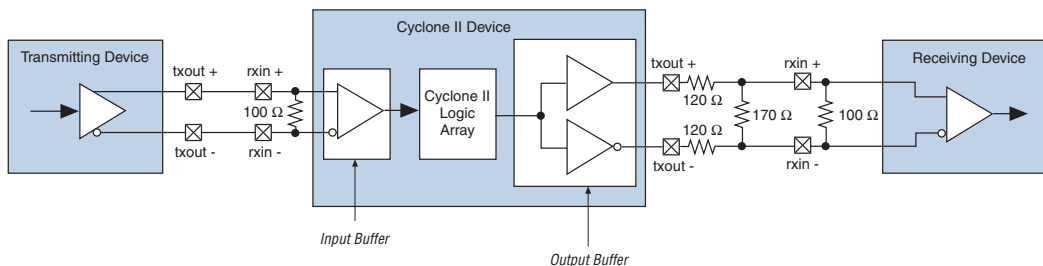 Cyclone II Device
Transmitting Device
Receiving Device
txout +
rxin +
txout +
rxin +
100 Ω
Cyclone II
Logic
Array
120 Ω
170 Ω
100 Ω
120 Ω
txout -
rxin -
txout -
rxin -
Input Buffer
Output Buffer